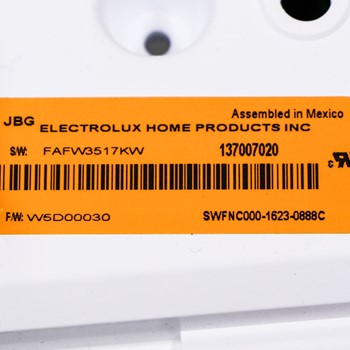 Assembled in Mexico
JBG ELECTROLUX HOME PRODUCTS INC
SW: FAFW3517KW 137007020
F/W: W5D00030 SWFNC000-1623-0888C